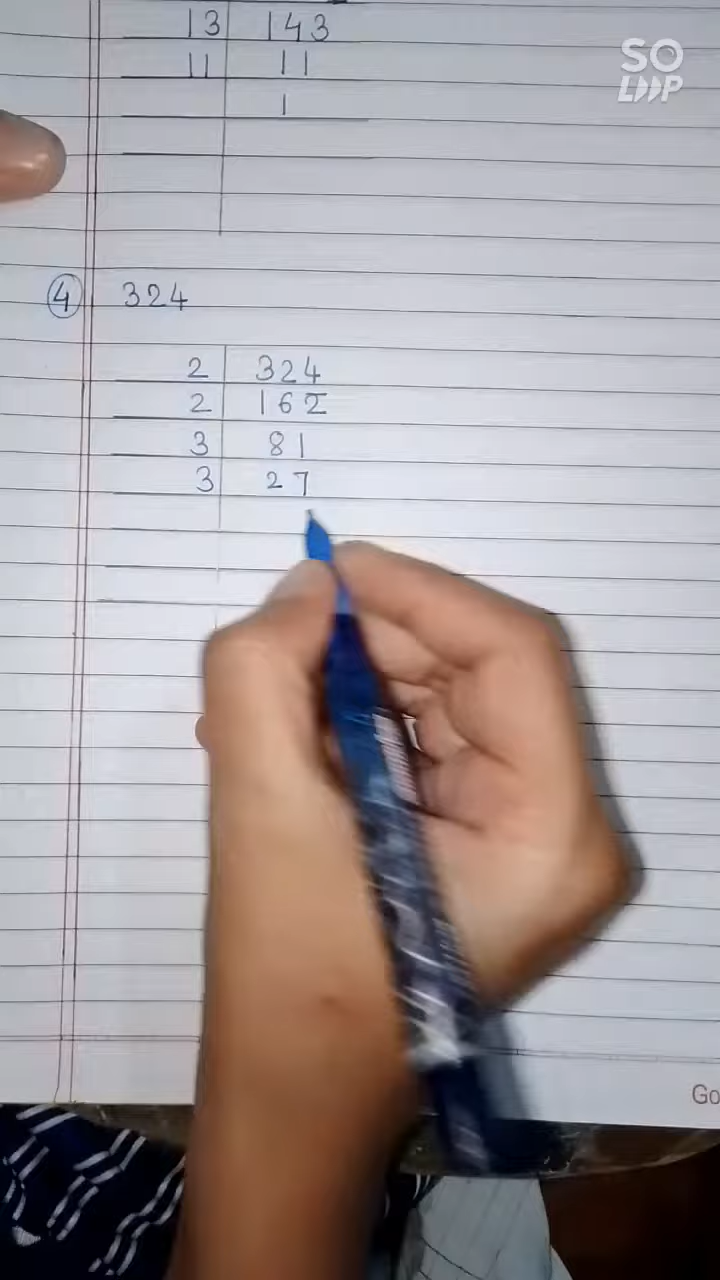 13 | 143
11 | 11
1
SO
LOOP
4 324
2 | 324
2 | 162
3 | 81
3 | 27
Go